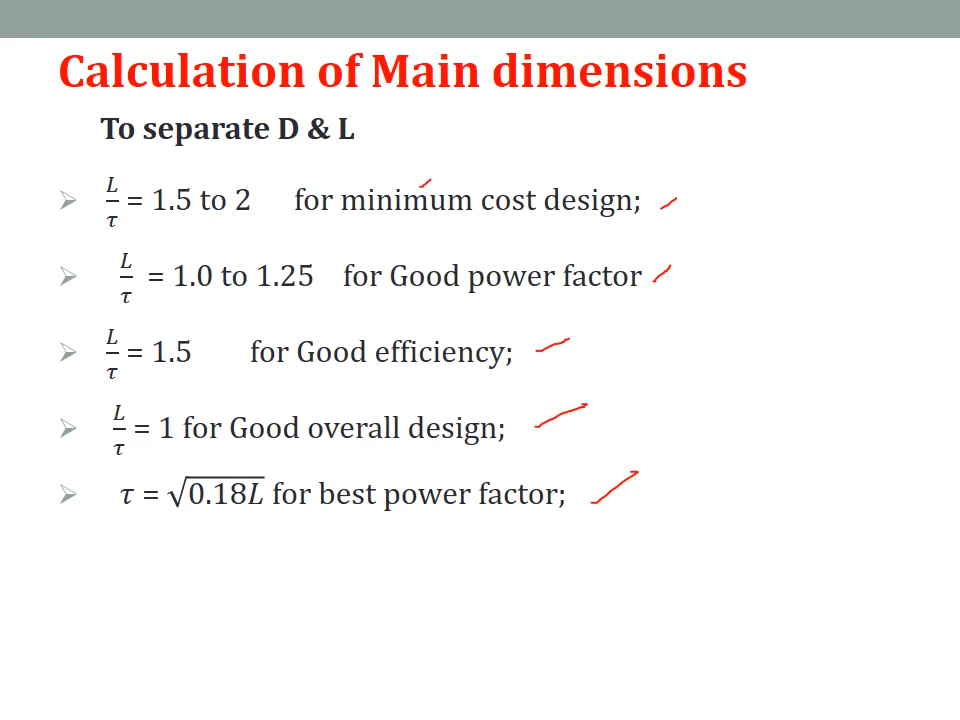 Calculation of Main dimensions
To separate D & L
➢ L/τ = 1.5 to 2 for minimum cost design;
➢ L/τ = 1.0 to 1.25 for Good power factor
➢ L/τ = 1.5 for Good efficiency;
➢ L/τ = 1 for Good overall design;
➢ τ = √0.18L for best power factor;